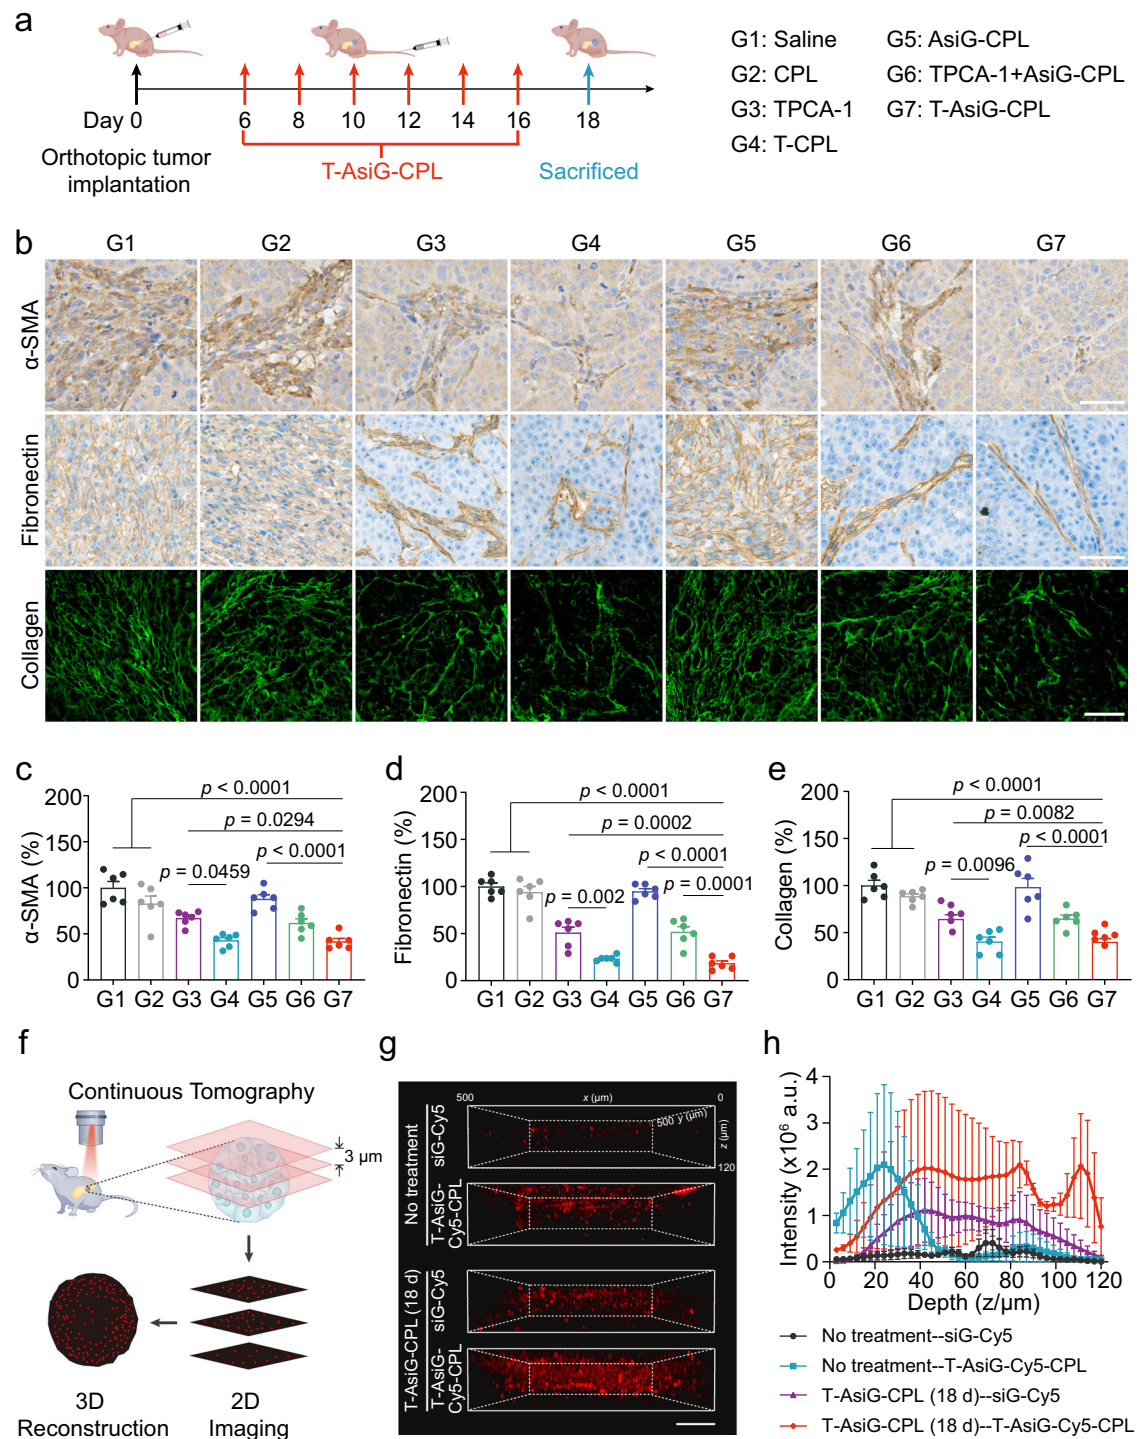 a
G1: Saline
G2: CPL
G3: TPCA-1
G4: T-CPL
G5: AsiG-CPL
G6: TPCA-1+AsiG-CPL
G7: T-AsiG-CPL
Day 0 6 8 10 12 14 16 18
Orthotopic tumor
implantation
T-AsiG-CPL
Sacrificed
b
G1 G2 G3 G4 G5 G6 G7
α-SMA
Fibronectin
Collagen
c
α-SMA (%)
200
150
100
50
0
p < 0.0001
p = 0.0294
p = 0.0459
p < 0.0001
G1 G2 G3 G4 G5 G6 G7
d
Fibronectin (%)
200
150
100
50
0
p < 0.0001
p = 0.0002
p < 0.0001
p = 0.002
p = 0.0001
G1 G2 G3 G4 G5 G6 G7
e
Collagen (%)
200
150
100
50
0
p < 0.0001
p = 0.0082
p < 0.0001
p = 0.0096
G1 G2 G3 G4 G5 G6 G7
f
Continuous Tomography
3 μm
3D
Reconstruction
2D
Imaging
g
500 x (μm) 0
500 y (μm)
z (μm)
120
No treatment
siG-Cy5
T-AsiG-
Cy5-CPL
T-AsiG-CPL (18 d)
siG-Cy5
T-AsiG-
Cy5-CPL
h
Intensity (x10⁶ a.u.)
4
3
2
1
0
0 20 40 60 80 100 120
Depth (z/μm)
No treatment--siG-Cy5
No treatment--T-AsiG-Cy5-CPL
T-AsiG-CPL (18 d)--siG-Cy5
T-AsiG-CPL (18 d)--T-AsiG-Cy5-CPL